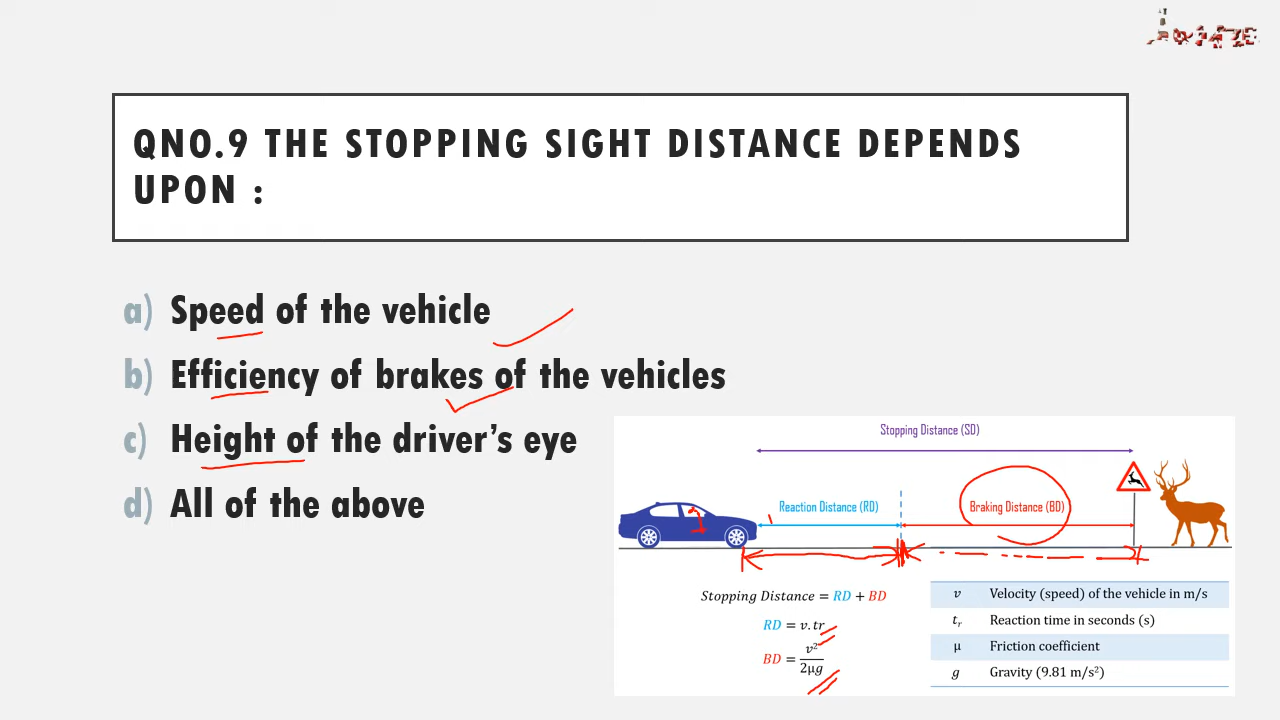 QNO.9 THE STOPPING SIGHT DISTANCE DEPENDS
UPON :
a) Speed of the vehicle
b) Efficiency of brakes of the vehicles
c) Height of the driver's eye
d) All of the above
Stopping Distance (SD)
Reaction Distance (RD)
Braking Distance (BD)
Stopping Distance = RD + BD
RD = v.tr
BD = v²/2μg
v Velocity (speed) of the vehicle in m/s
tᵣ Reaction time in seconds (s)
μ Friction coefficient
g Gravity (9.81 m/s²)